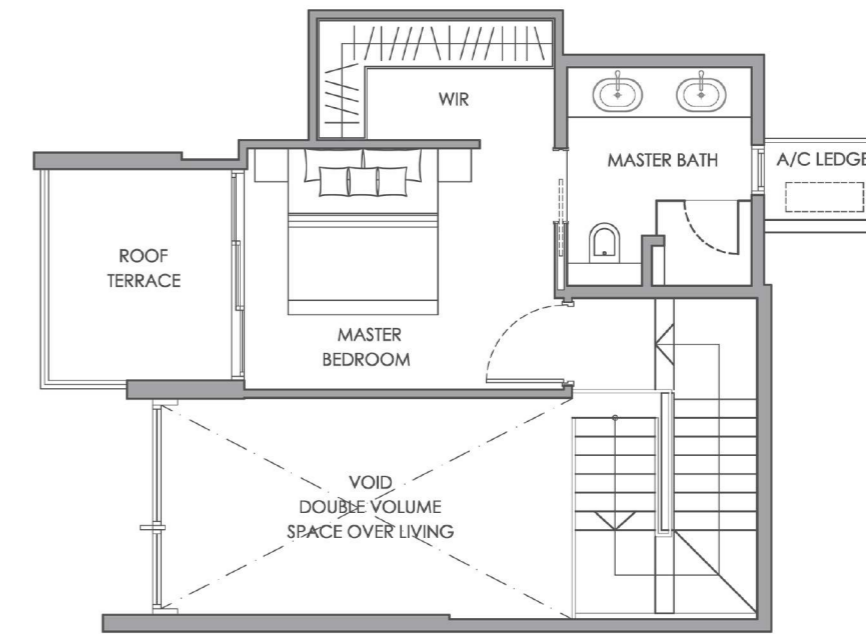 WIR
MASTER BATH
A/C LEDGE
ROOF
TERRACE
MASTER
BEDROOM
VOID
DOUBLE VOLUME
SPACE OVER LIVING